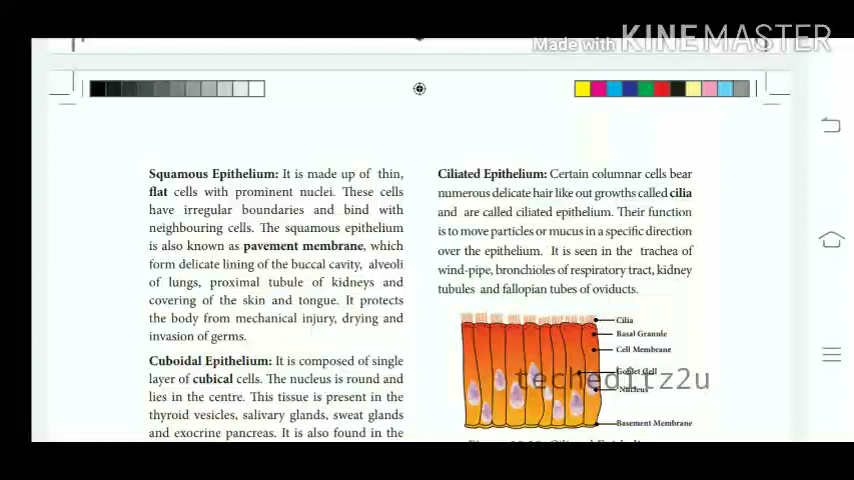 Made with KINEMASTER
Squamous Epithelium: It is made up of thin,
flat cells with prominent nuclei. These cells
have irregular boundaries and bind with
neighbouring cells. The squamous epithelium
is also known as pavement membrane, which
form delicate lining of the buccal cavity, alveoli
of lungs, proximal tubule of kidneys and
covering of the skin and tongue. It protects
the body from mechanical injury, drying and
invasion of germs.
Cuboidal Epithelium: It is composed of single
layer of cubical cells. The nucleus is round and
lies in the centre. This tissue is present in the
thyroid vesicles, salivary glands, sweat glands
and exocrine pancreas. It is also found in the
Ciliated Epithelium: Certain columnar cells bear
numerous delicate hair like out growths called cilia
and are called ciliated epithelium. Their function
is to move particles or mucus in a specific direction
over the epithelium. It is seen in the trachea of
wind-pipe, bronchioles of respiratory tract, kidney
tubules and fallopian tubes of oviducts.
Cilia
Basal Granule
Cell Membrane
Goblet Cell
techeditz2u
Nucleus
Basement Membrane